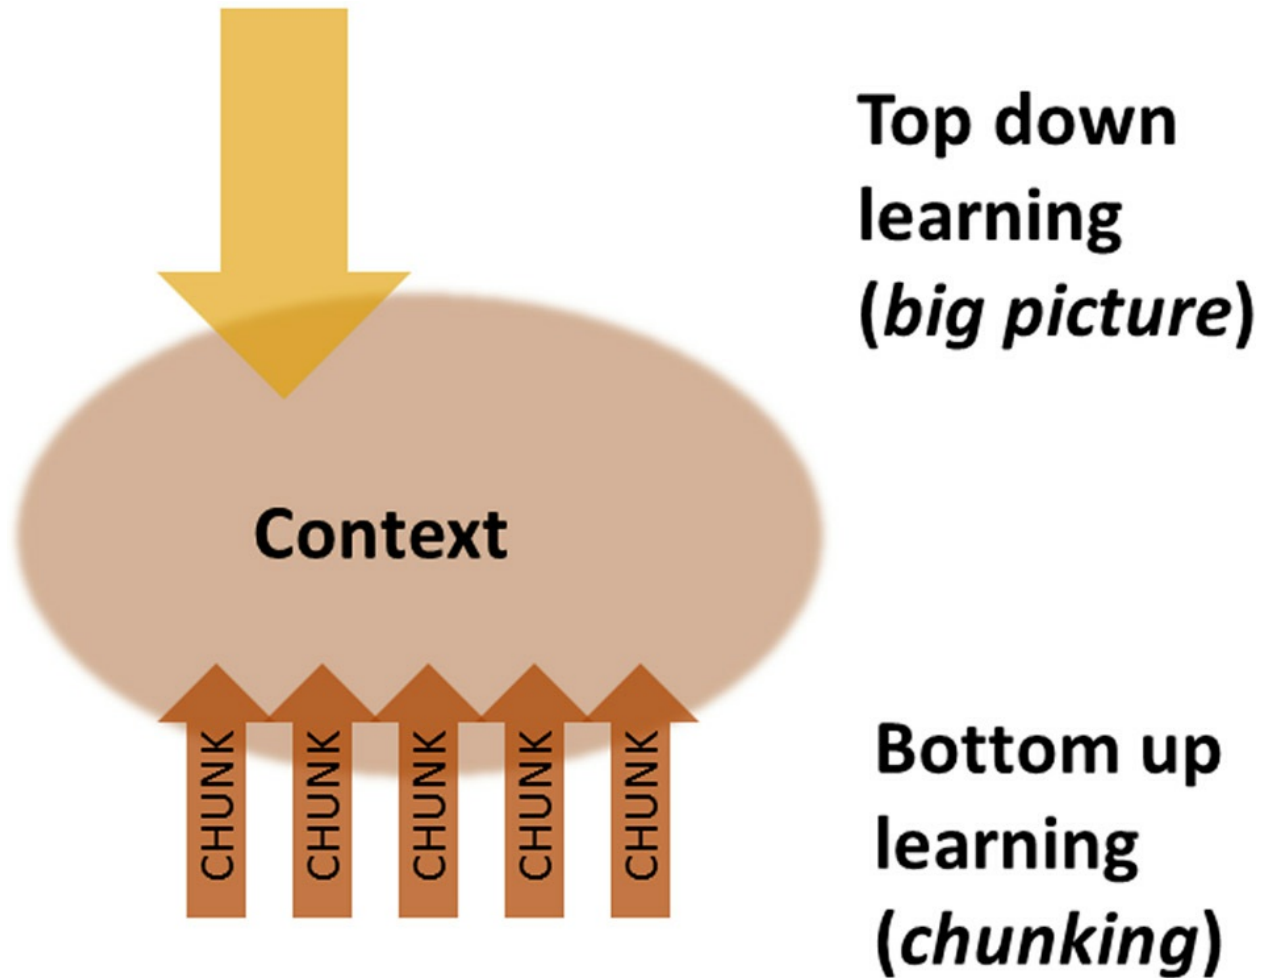 Top down
learning
(big picture)
Context
CHUNK
CHUNK
CHUNK
CHUNK
CHUNK
Bottom up
learning
(chunking)